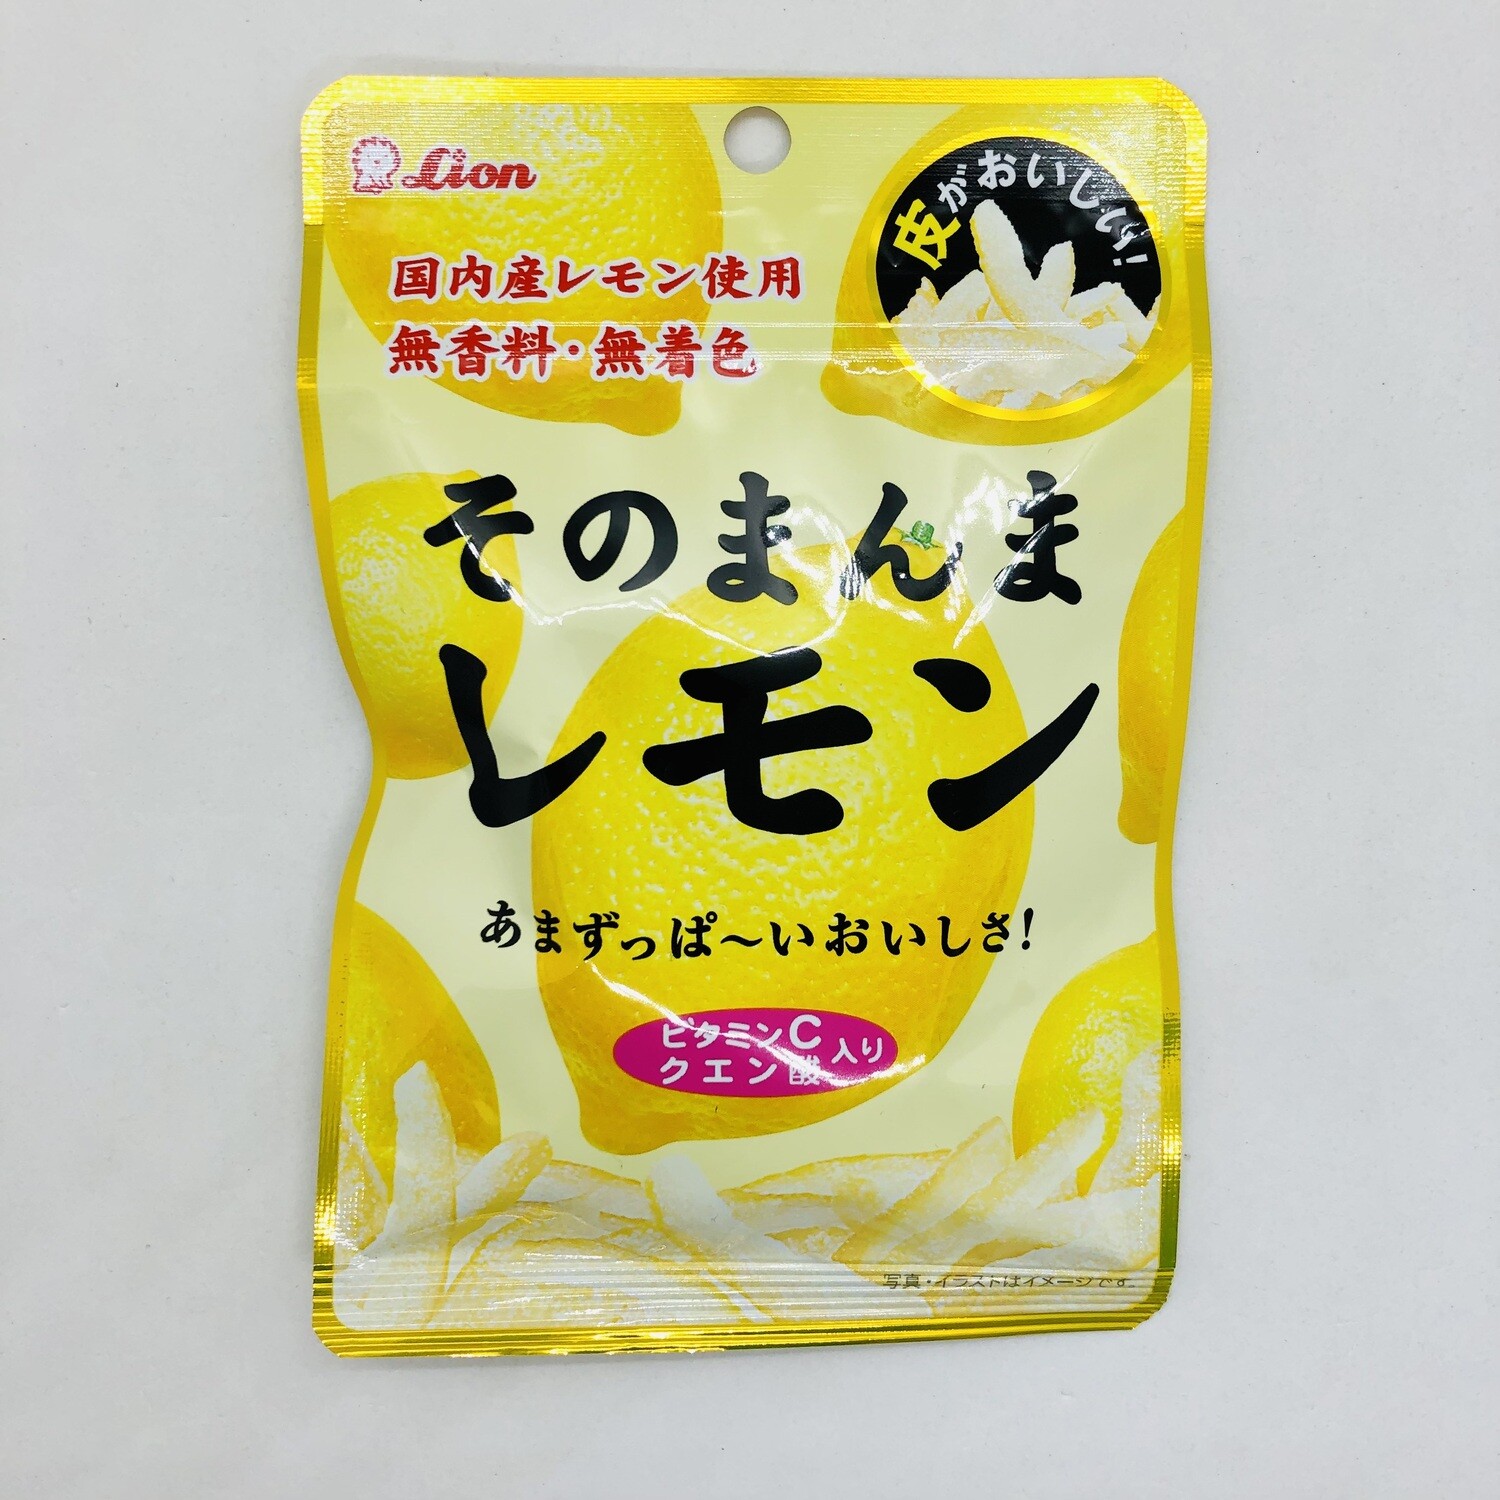 Lion
皮がおいしい!
国内産レモン使用
無香料・無着色
そのまんま
レモン
あまずっぱ〜いおいしさ!
ビタミンC
クエン酸
入り
写真・イラストはイメージです。